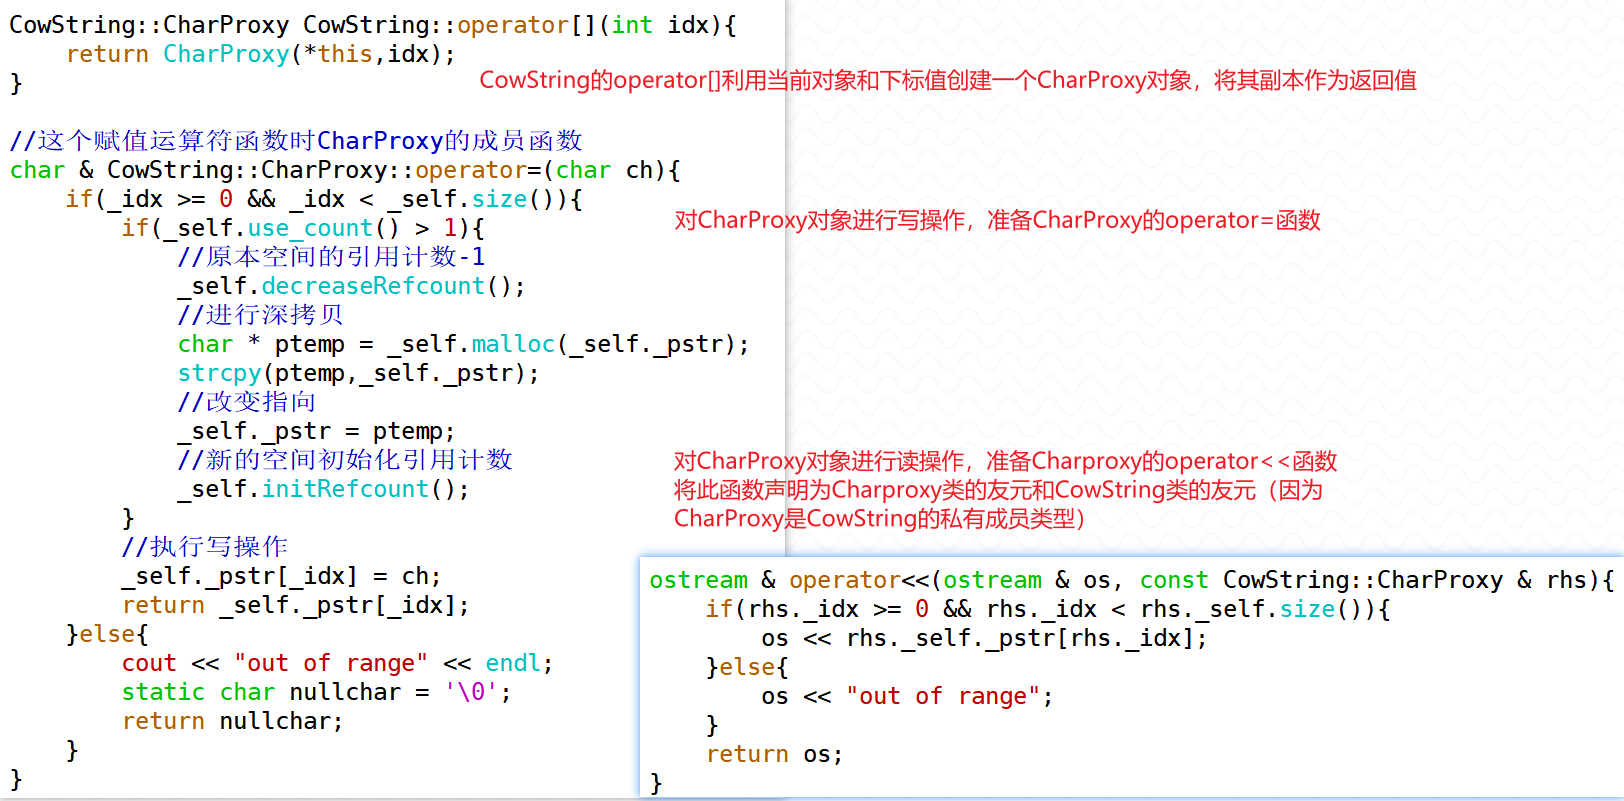 CowString::CharProxy CowString::operator[](int idx){
    return CharProxy(*this,idx);
}
CowString的operator[]利用当前对象和下标值创建一个CharProxy对象，将其副本作为返回值
//这个赋值运算符函数时CharProxy的成员函数
char & CowString::CharProxy::operator=(char ch){
    if(_idx >= 0 && _idx < _self.size()){
        if(_self.use_count() > 1){
            //原本空间的引用计数-1
            _self.decreaseRefcount();
            //进行深拷贝
            char * ptemp = _self.malloc(_self._pstr);
            strcpy(ptemp,_self._pstr);
            //改变指向
            _self._pstr = ptemp;
            //新的空间初始化引用计数
            _self.initRefcount();
        }
        //执行写操作
        _self._pstr[_idx] = ch;
        return _self._pstr[_idx];
    }else{
        cout << "out of range" << endl;
        static char nullchar = '\0';
        return nullchar;
    }
}
对CharProxy对象进行写操作，准备CharProxy的operator=函数
对CharProxy对象进行读操作，准备Charproxy的operator<<函数
将此函数声明为Charproxy类的友元和CowString类的友元（因为
CharProxy是CowString的私有成员类型）
ostream & operator<<(ostream & os, const CowString::CharProxy & rhs){
    if(rhs._idx >= 0 && rhs._idx < rhs._self.size()){
        os << rhs._self._pstr[rhs._idx];
    }else{
        os << "out of range";
    }
    return os;
}